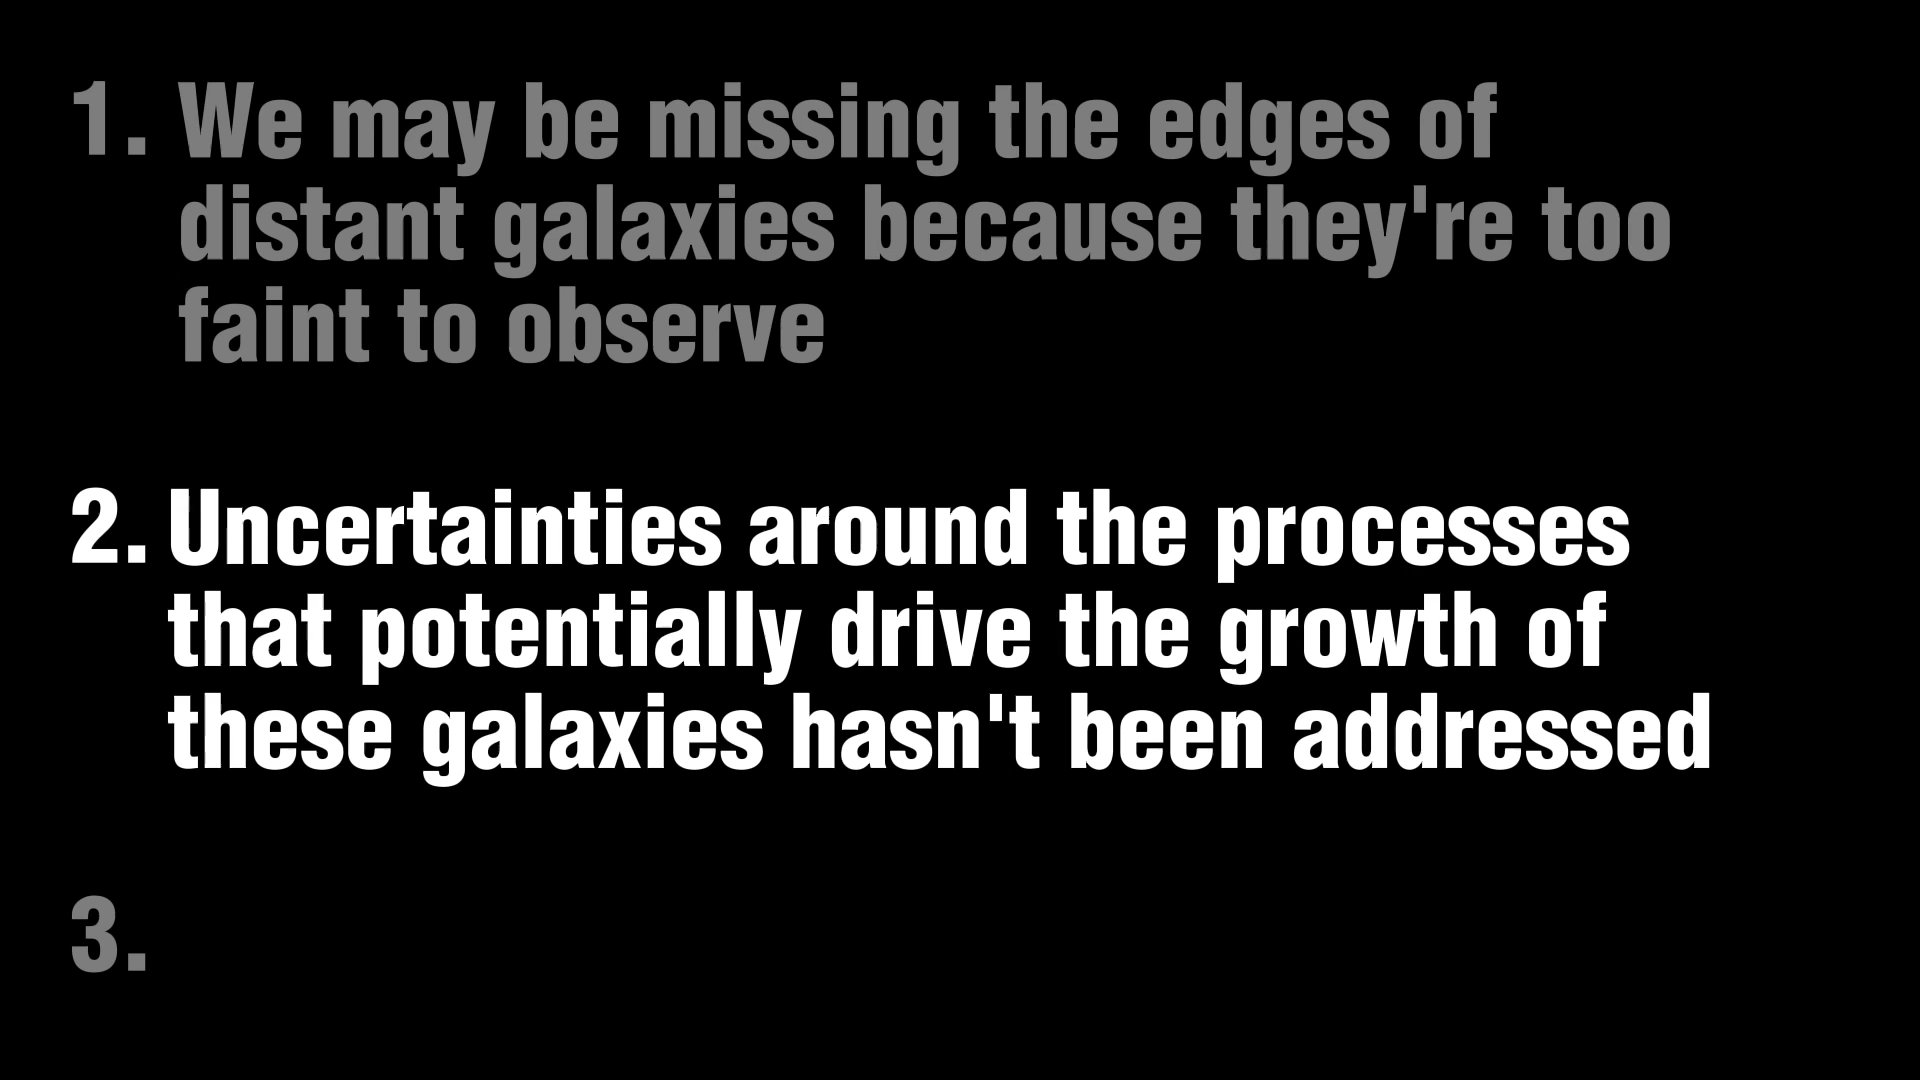 1. We may be missing the edges of
distant galaxies because they're too
faint to observe
2. Uncertainties around the processes
that potentially drive the growth of
these galaxies hasn't been addressed
3.